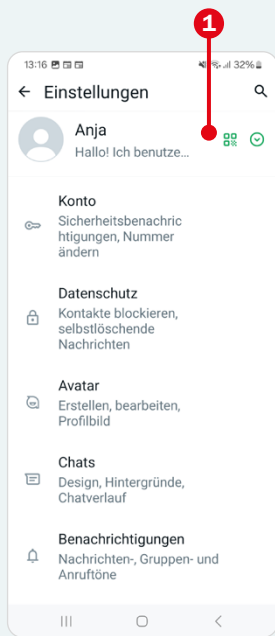 1
13:16 32%
Einstellungen
Anja
Hallo! Ich benutze...
Konto
Sicherheitsbenachric
htigungen, Nummer
ändern
Datenschutz
Kontakte blockieren,
selbstlöschende
Nachrichten
Avatar
Erstellen, bearbeiten,
Profilbild
Chats
Design, Hintergründe,
Chatverlauf
Benachrichtigungen
Nachrichten-, Gruppen- und
Anruftöne